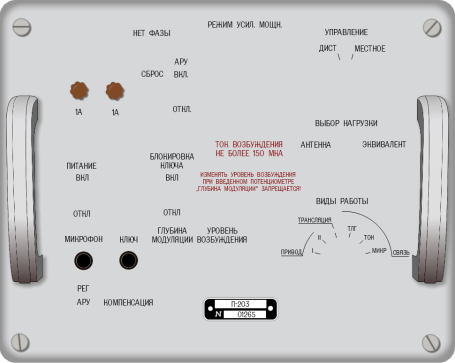 РЕЖИМ УСИЛ. МОЩН.
НЕТ ФАЗЫ
УПРАВЛЕНИЕ
ДИСТ МЕСТНОЕ
АРУ
СБРОС ВКЛ.
ОТКЛ.
1А 1А
ВЫБОР НАГРУЗКИ
ТОК ВОЗБУЖДЕНИЯ
НЕ БОЛЕЕ 150 МКА
АНТЕННА ЭКВИВАЛЕНТ
БЛОКИРОВКА
КЛЮЧА
ПИТАНИЕ
ВКЛ ВКЛ
ИЗМЕНЯТЬ УРОВЕНЬ ВОЗБУЖДЕНИЯ
ПРИ ВВЕДЕННОМ ПОТЕНЦИОМЕТРЕ
„ГЛУБИНА МОДУЛЯЦИИ" ЗАПРЕЩАЕТСЯ!
ВИДЫ РАБОТЫ
ОТКЛ ОТКЛ
ТРАНСЛЯЦИЯ
ТЛГ
II ТОН
I МИКР
ПРИВОД СВЯЗЬ
МИКРОФОН КЛЮЧ
ГЛУБИНА
МОДУЛЯЦИИ
УРОВЕНЬ
ВОЗБУЖДЕНИЯ
РЕГ
АРУ КОМПЕНСАЦИЯ
П-203
N 01265